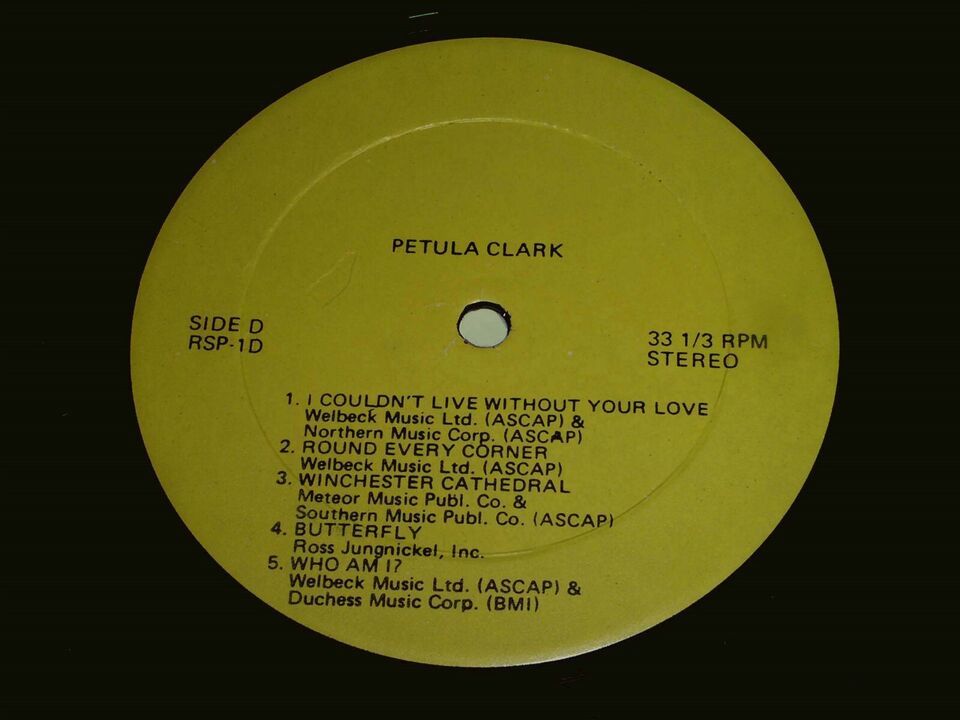 PETULA CLARK
SIDE D
RSP-1D
33 1/3 RPM
STEREO
1. I COULDN'T LIVE WITHOUT YOUR LOVE
Welbeck Music Ltd. (ASCAP) &
Northern Music Corp. (ASCAP)
2. ROUND EVERY CORNER
Welbeck Music Ltd. (ASCAP)
3. WINCHESTER CATHEDRAL
Meteor Music Publ. Co. &
Southern Music Publ. Co. (ASCAP)
4. BUTTERFLY
Ross Jungnickel, Inc.
5. WHO AM I?
Welbeck Music Ltd. (ASCAP) &
Duchess Music Corp. (BMI)